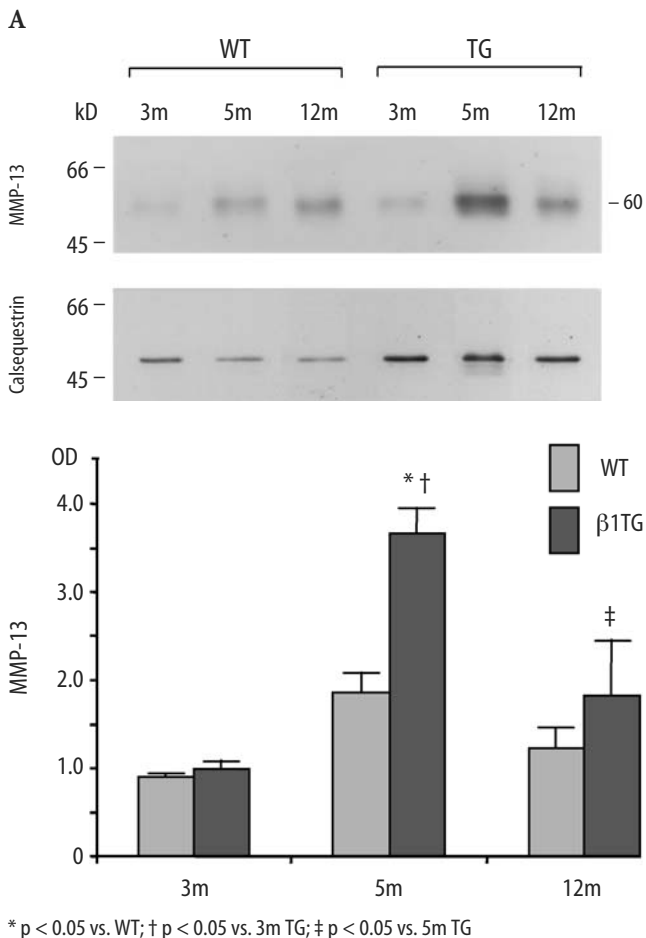 A
WT TG
kD 3m 5m 12m 3m 5m 12m
MMP-13
66
60
45
Calsequestrin
66
45
OD
4.0
3.0
2.0
1.0
0
MMP-13
* †
‡
WT
β1TG
3m 5m 12m
* p < 0.05 vs. WT; † p < 0.05 vs. 3m TG; ‡ p < 0.05 vs. 5m TG